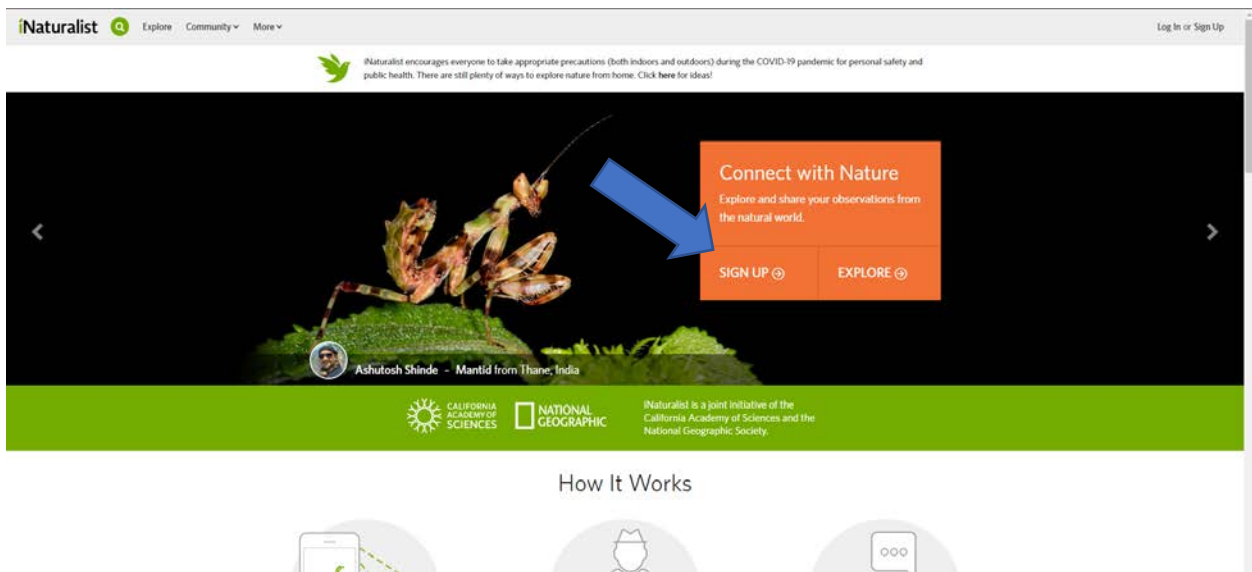 iNaturalist Explore Community More Log In or Sign Up
iNaturalist encourages everyone to take appropriate precautions (both indoors and outdoors) during the COVID-19 pandemic for personal safety and
public health. There are still plenty of ways to explore nature from home. Click here for ideas!
Connect with Nature
Explore and share your observations from
the natural world.
SIGN UP EXPLORE
Ashutosh Shinde - Mantid from Thane, India
CALIFORNIA
ACADEMY OF
SCIENCES
NATIONAL
GEOGRAPHIC
iNaturalist is a joint initiative of the
California Academy of Sciences and the
National Geographic Society.
How It Works